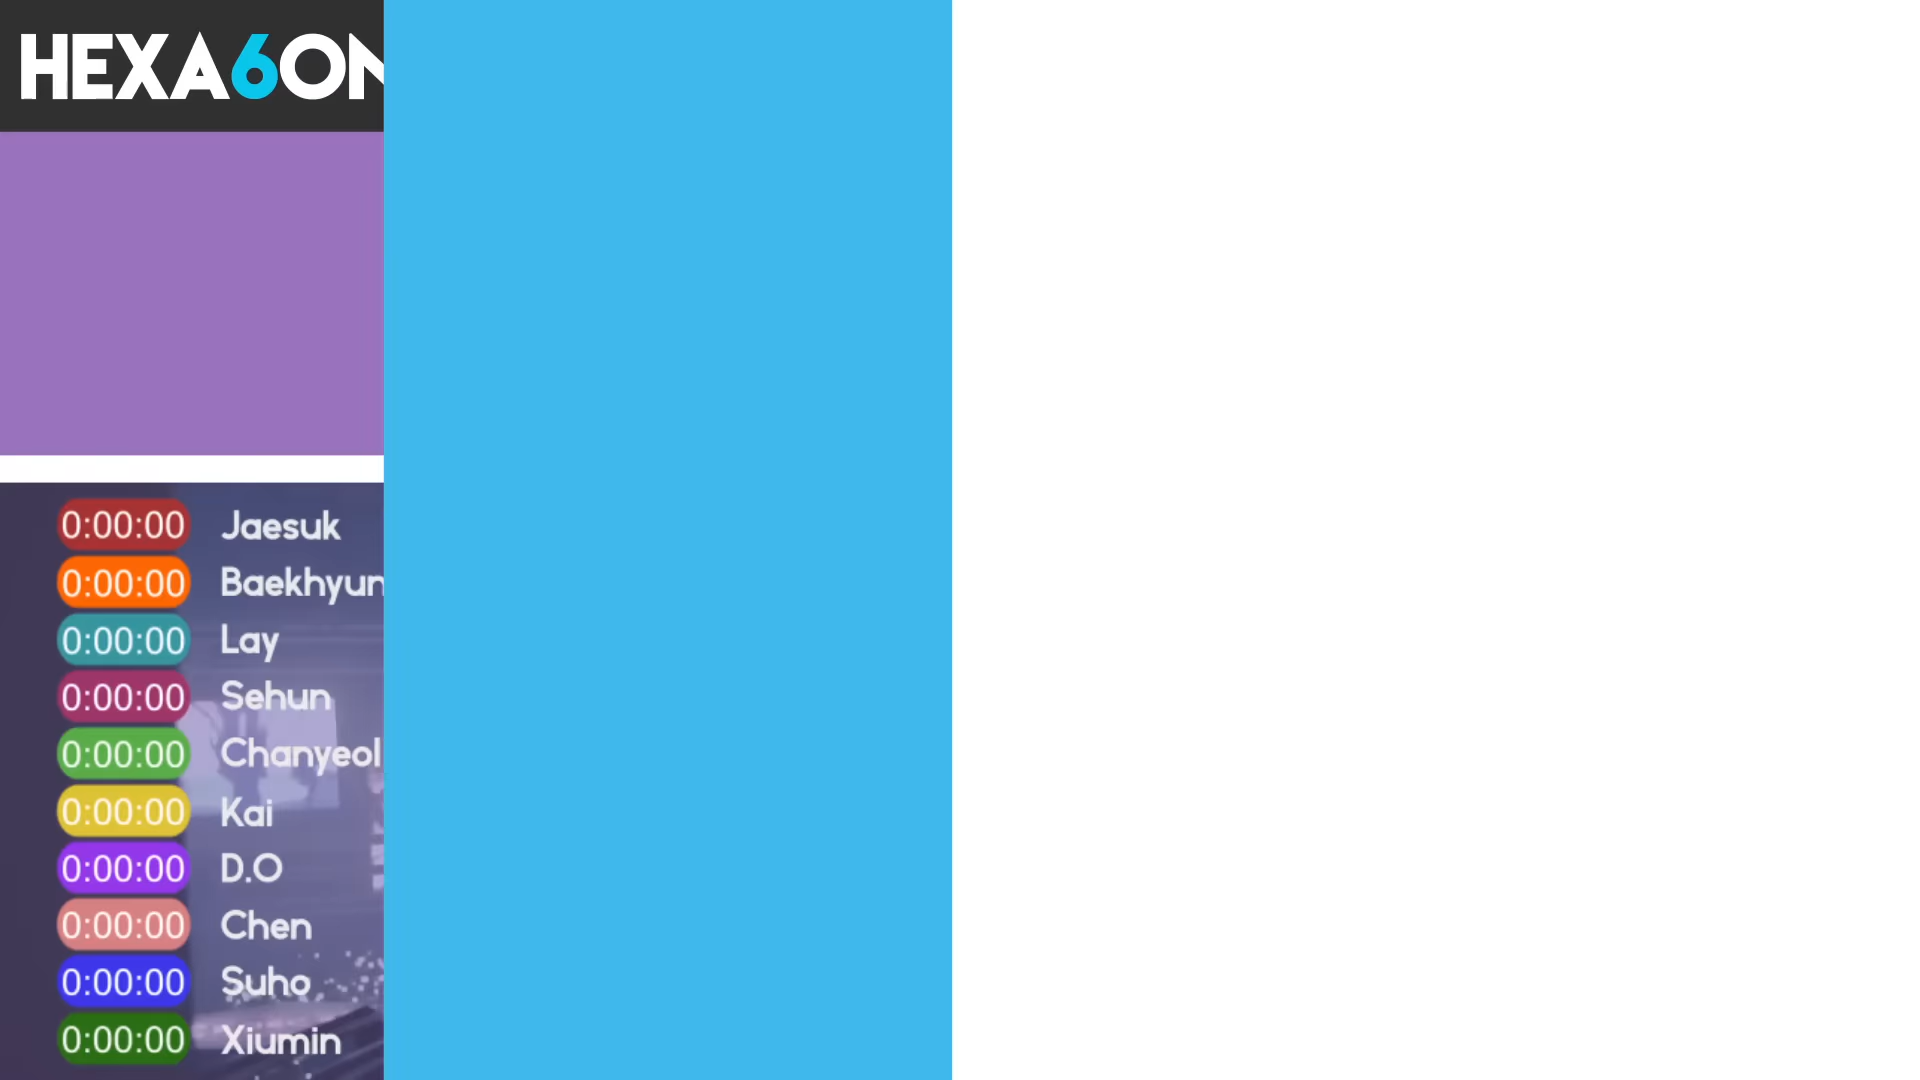 HEXA6ON
0:00:00 Jaesuk
0:00:00 Baekhyun
0:00:00 Lay
0:00:00 Sehun
0:00:00 Chanyeol
0:00:00 Kai
0:00:00 D.O
0:00:00 Chen
0:00:00 Suho
0:00:00 Xiumin